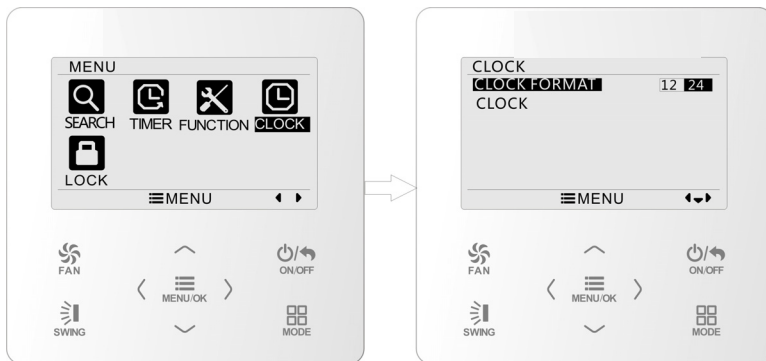 MENU
SEARCH TIMER FUNCTION CLOCK
LOCK
MENU
FAN
MENU/OK
ON/OFF
SWING
MODE
CLOCK
CLOCK FORMAT 12 24
CLOCK
MENU
FAN
MENU/OK
ON/OFF
SWING
MODE